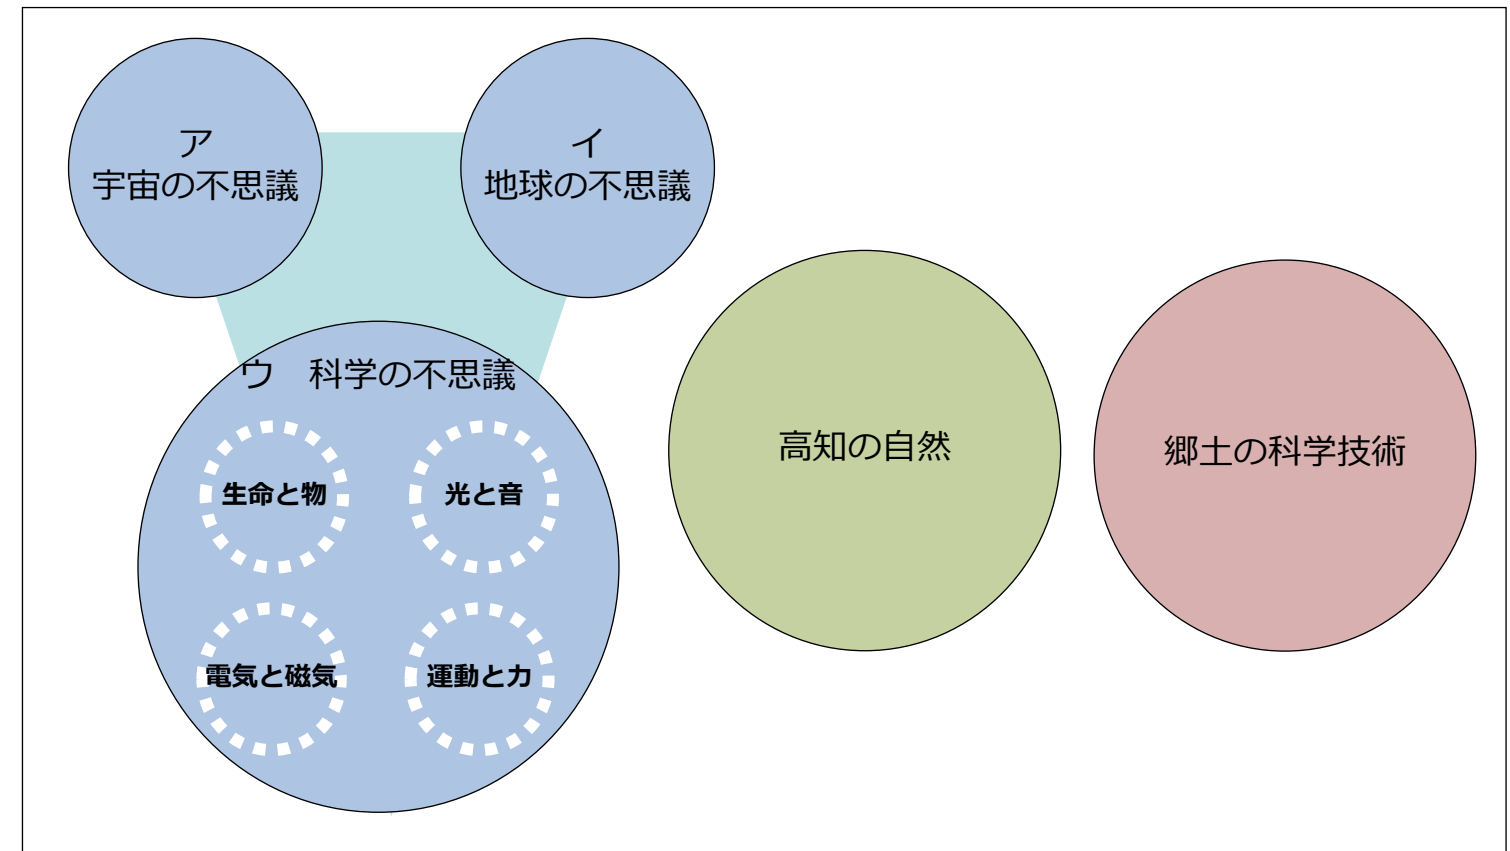 ア
宇宙の不思議
イ
地球の不思議
ウ　科学の不思議
生命と物
光と音
電気と磁気
運動と力
高知の自然
郷土の科学技術